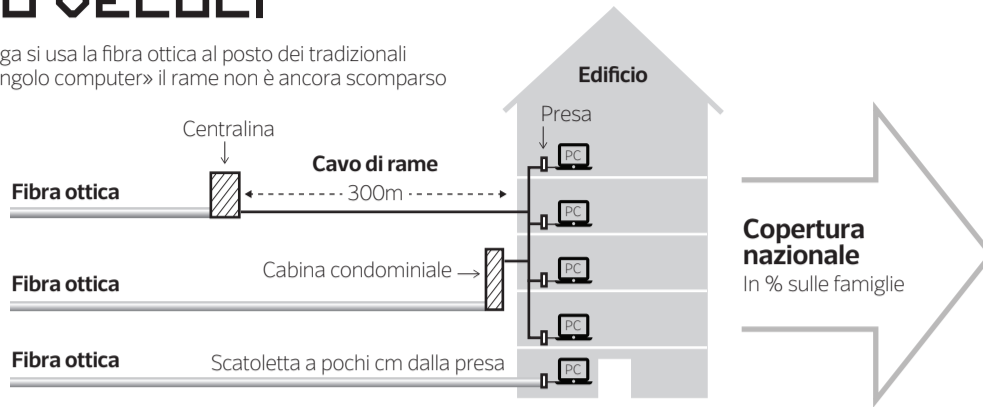 ga si usa la fibra ottica al posto dei tradizionali
ngolo computer» il rame non è ancora scomparso
Edificio
Presa
Centralina
Cavo di rame
300m
Fibra ottica
PC
PC
Cabina condominiale
Fibra ottica
PC
PC
Fibra ottica
Scatoletta a pochi cm dalla presa
PC
Copertura
nazionale
In % sulle famiglie